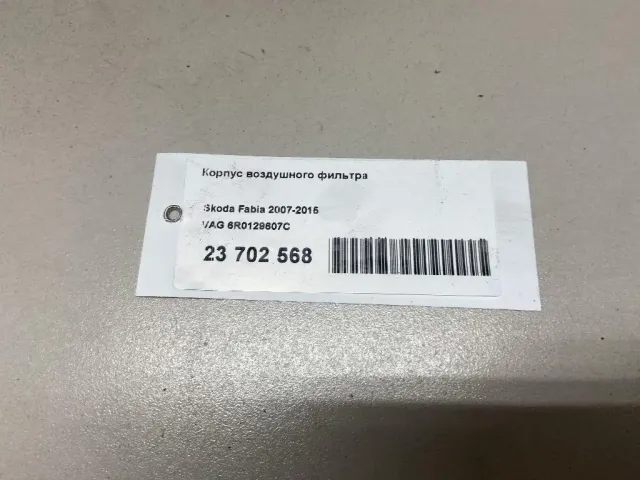 Корпус воздушного фильтра
Skoda Fabia 2007-2015
VAG 6R0129607C
23 702 568